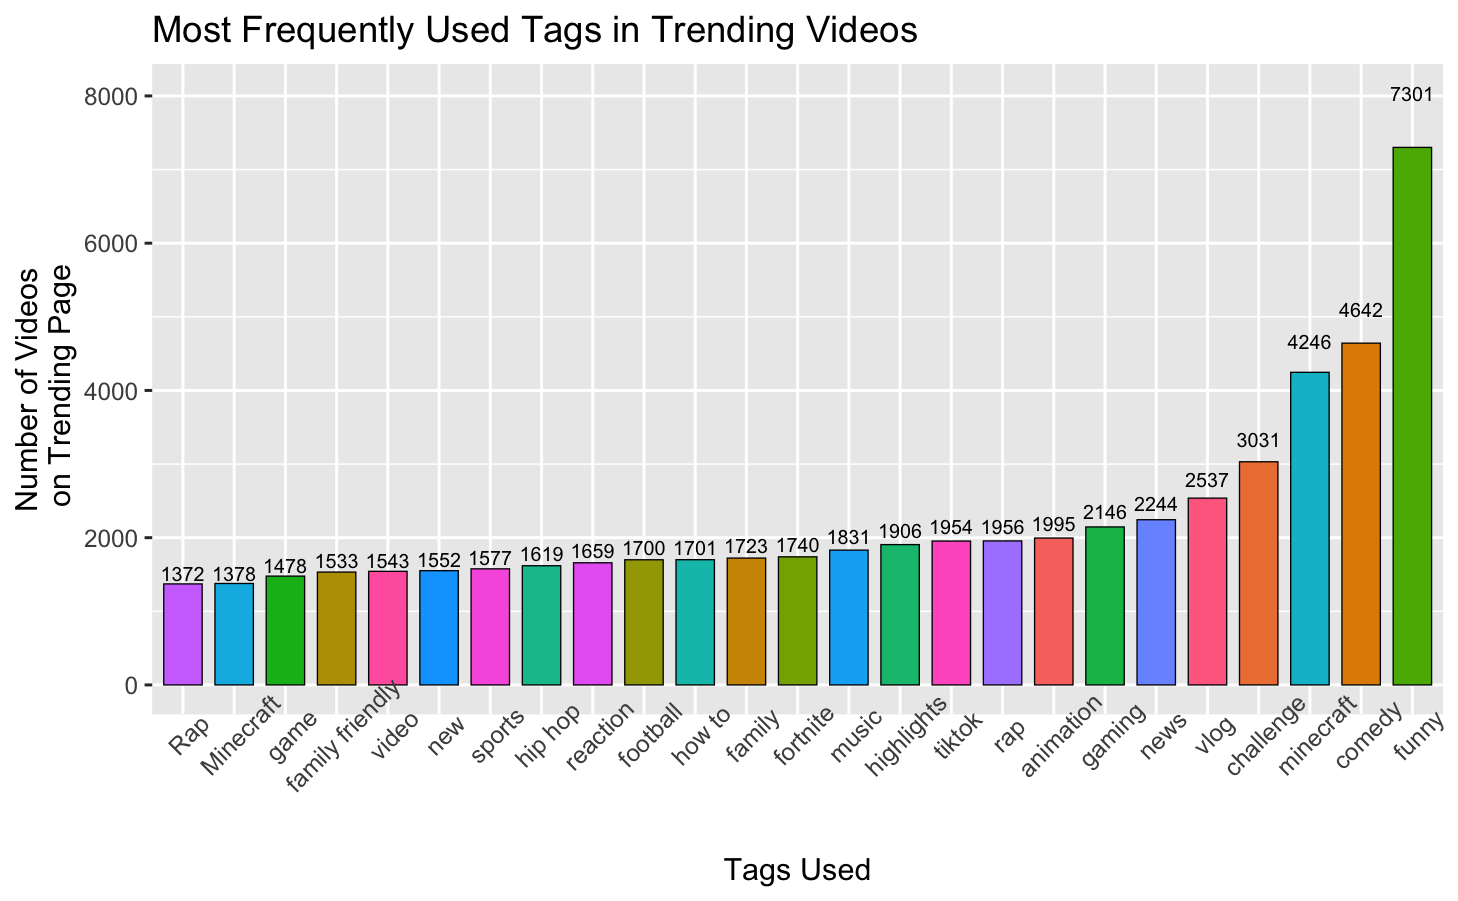 Most Frequently Used Tags in Trending Videos
Number of Videos
on Trending Page
8000
6000
4000
2000
0
1372
1378
1478
1533
1543
1552
1577
1619
1659
1700
1701
1723
1740
1831
1906
1954
1956
1995
2146
2244
2537
3031
4246
4642
7301
Rap
Minecraft
game
family friendly
video
new
sports
hip hop
reaction
football
how to
family
fortnite
music
highlights
tiktok
rap
animation
gaming
news
vlog
challenge
minecraft
comedy
funny
Tags Used